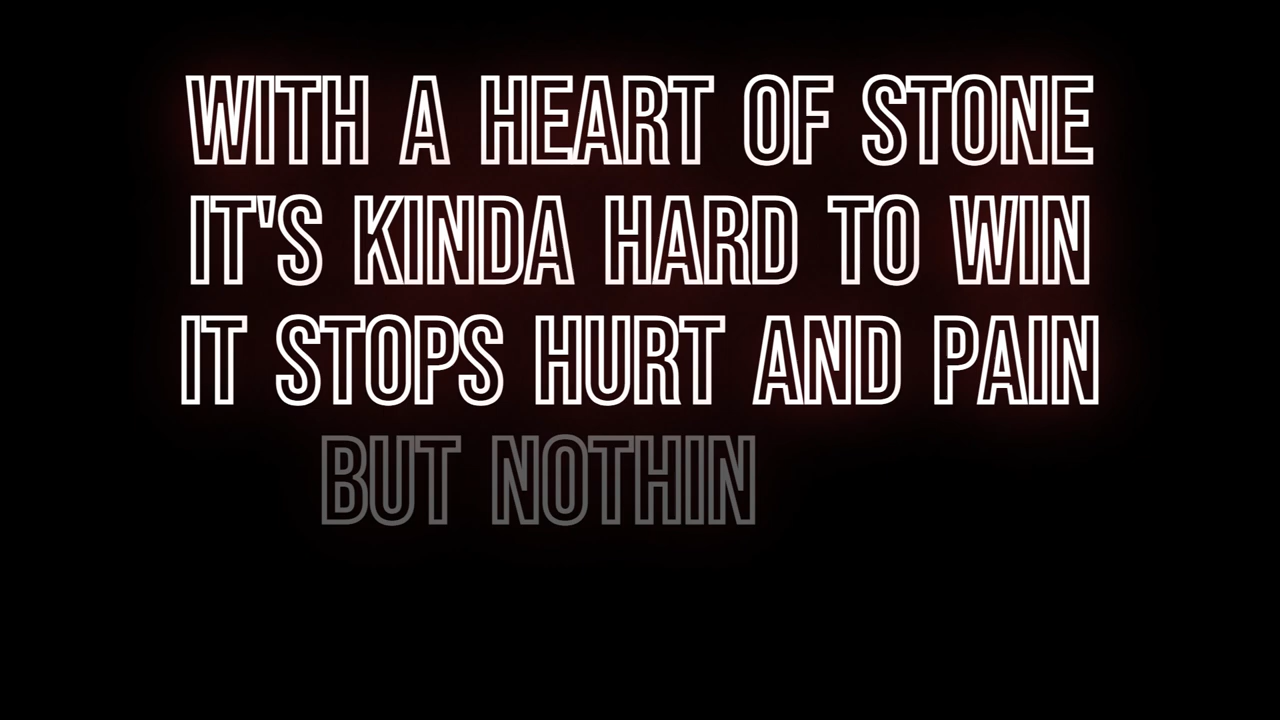 WITH A HEART OF STONE
IT'S KINDA HARD TO WIN
IT STOPS HURT AND PAIN
BUT NOTHIN